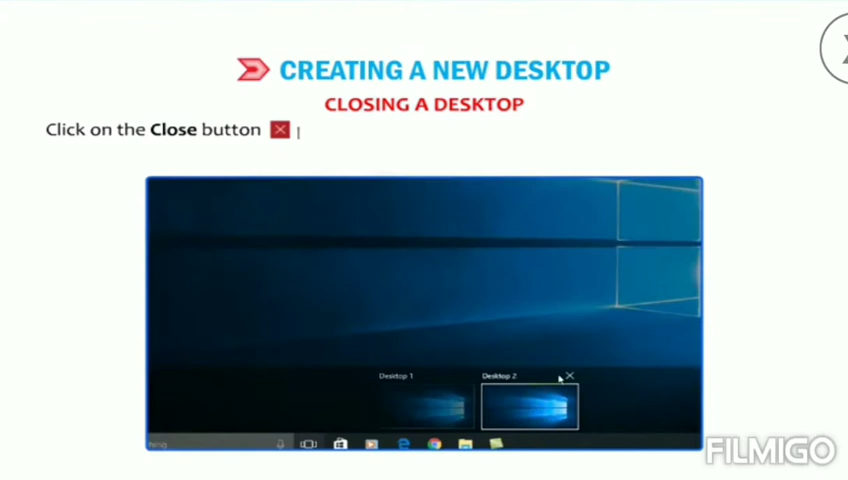 CREATING A NEW DESKTOP
CLOSING A DESKTOP
Click on the Close button
Desktop 1
Desktop 2
FILMIGO